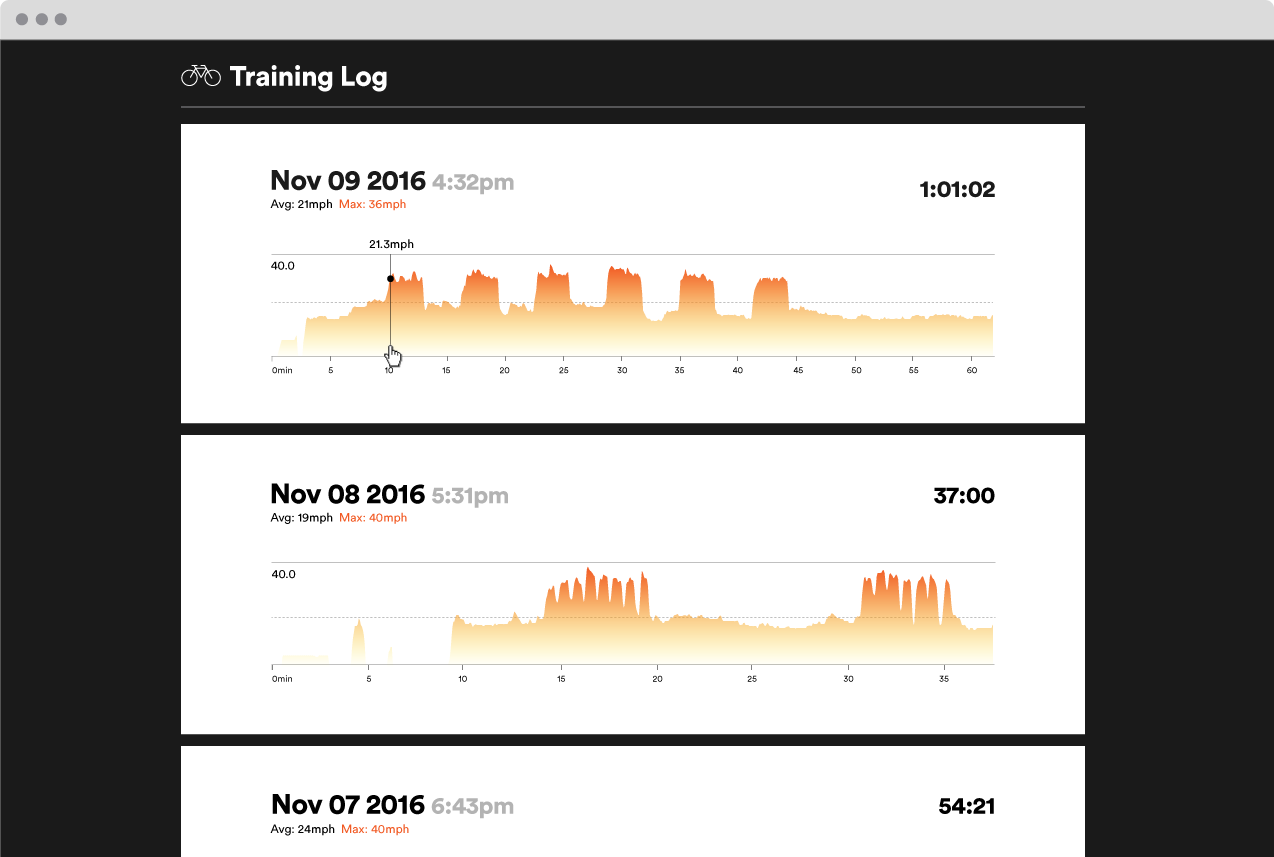 Training Log
Nov 09 2016 4:32pm
1:01:02
Avg: 21mph Max: 36mph
21.3mph
40.0
0min 5 10 15 20 25 30 35 40 45 50 55 60
Nov 08 2016 5:31pm
37:00
Avg: 19mph Max: 40mph
40.0
0min 5 10 15 20 25 30 35
Nov 07 2016 6:43pm
54:21
Avg: 24mph Max: 40mph